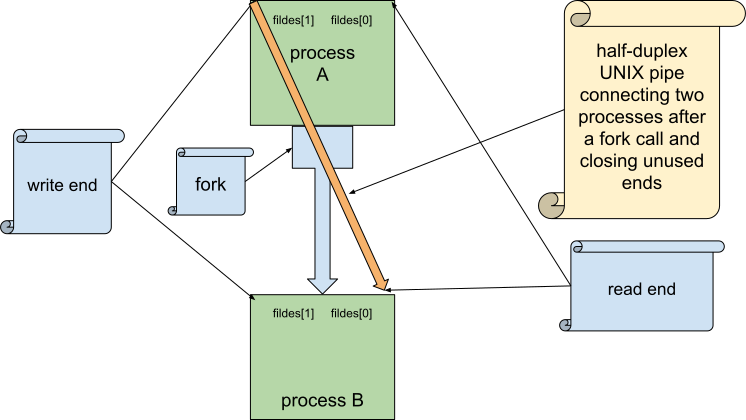 fildes[1] fildes[0]
process
A
half-duplex
UNIX pipe
connecting two
processes after
a fork call and
closing unused
ends
write end
fork
read end
fildes[1] fildes[0]
process B